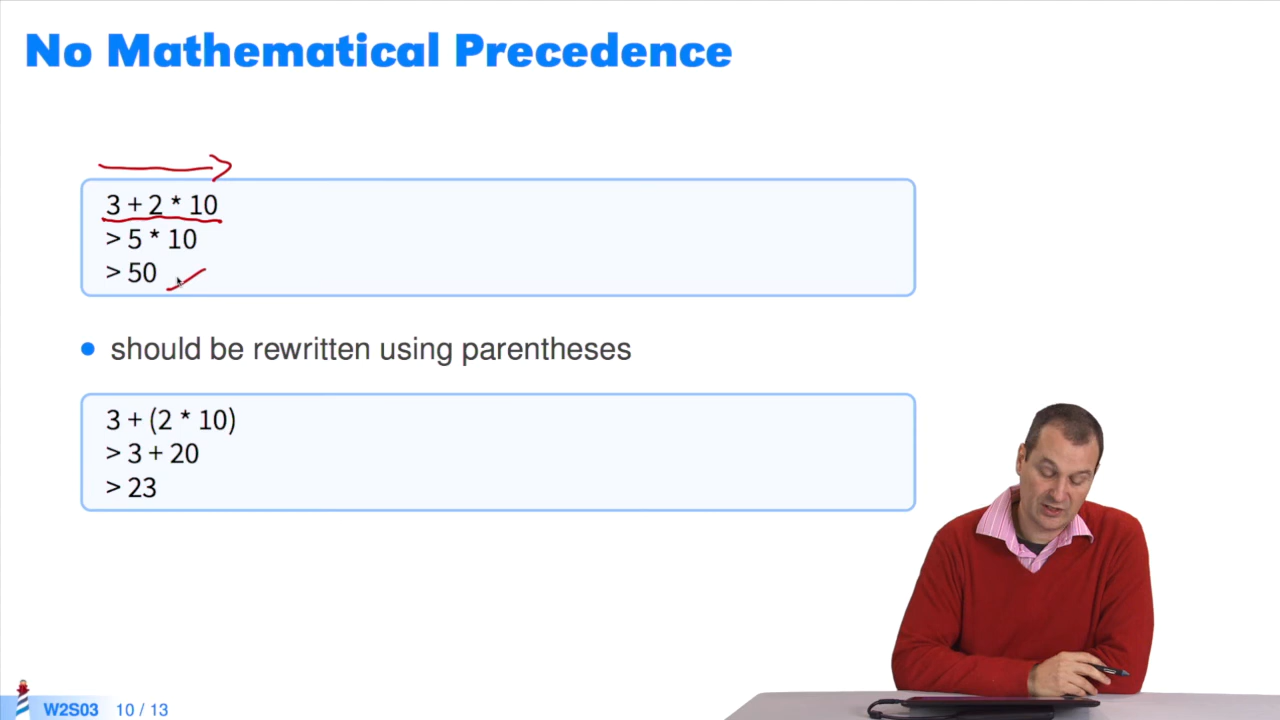 No Mathematical Precedence
3 + 2 * 10
> 5 * 10
> 50
should be rewritten using parentheses
3 + (2 * 10)
> 3 + 20
> 23
W2S03 10 / 13